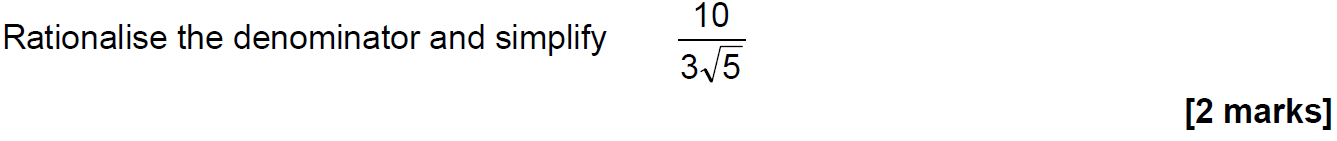 Rationalise the denominator and simplify 10/3√5
[2 marks]